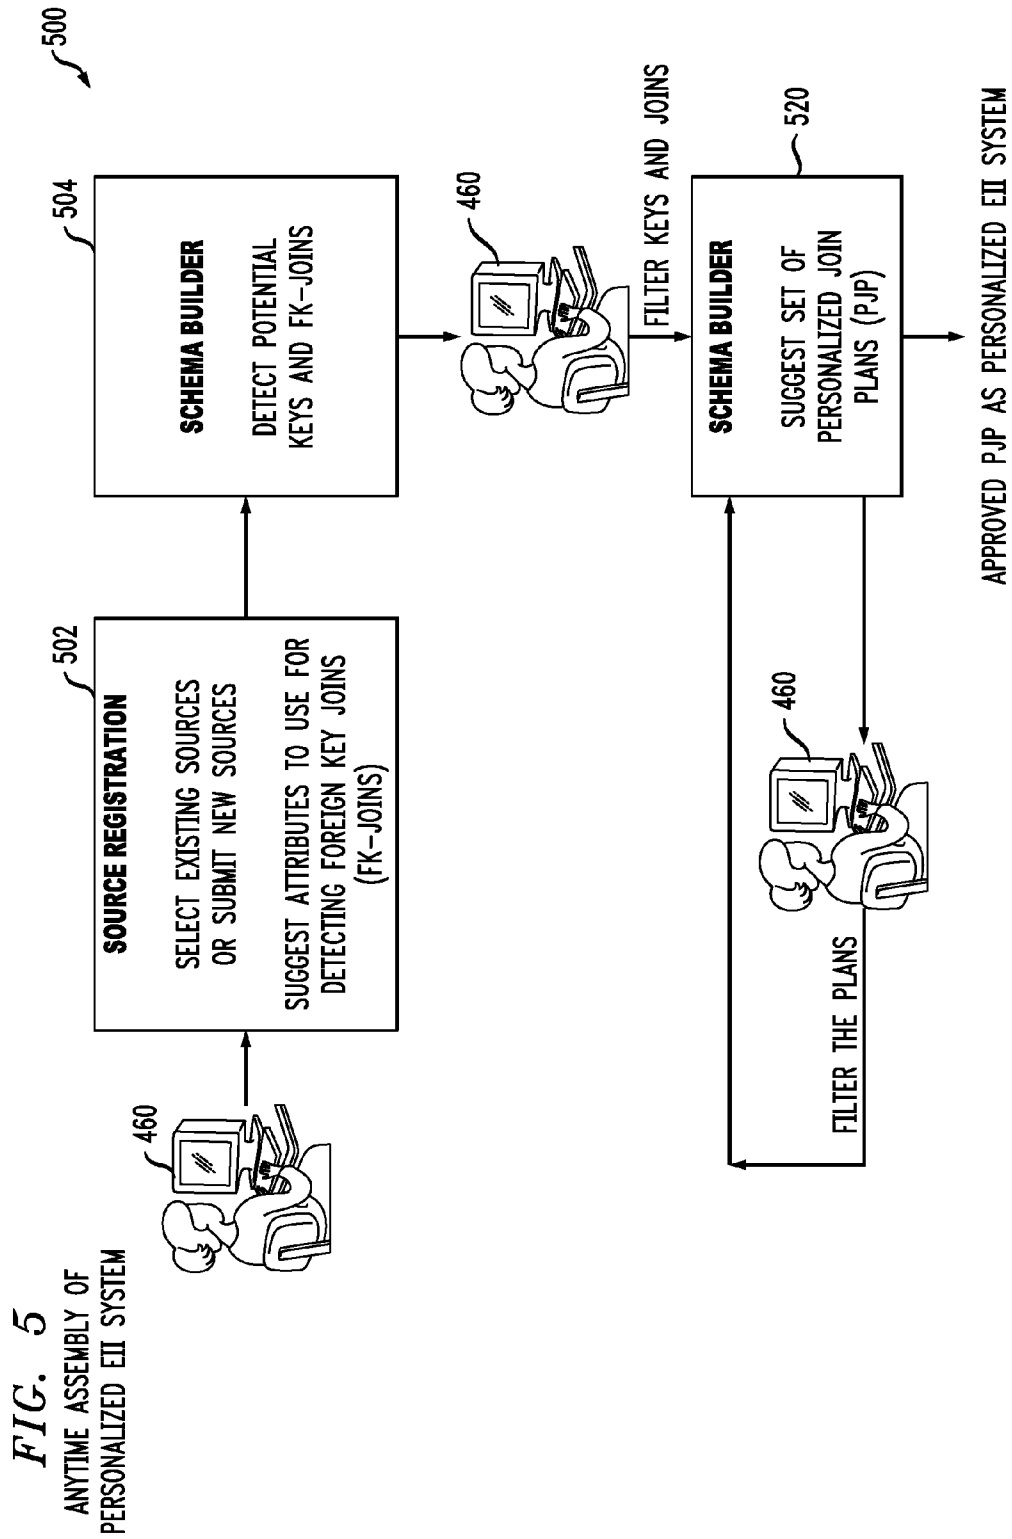 FIG. 5
ANYTIME ASSEMBLY OF
PERSONALIZED EII SYSTEM
500
460
502
SOURCE REGISTRATION
SELECT EXISTING SOURCES
OR SUBMIT NEW SOURCES
SUGGEST ATTRIBUTES TO USE FOR
DETECTING FOREIGN KEY JOINS
(FK-JOINS)
504
SCHEMA BUILDER
DETECT POTENTIAL
KEYS AND FK-JOINS
460
FILTER KEYS AND JOINS
520
SCHEMA BUILDER
SUGGEST SET OF
PERSONALIZED JOIN
PLANS (PJP)
460
FILTER THE PLANS
APPROVED PJP AS PERSONALIZED EII SYSTEM